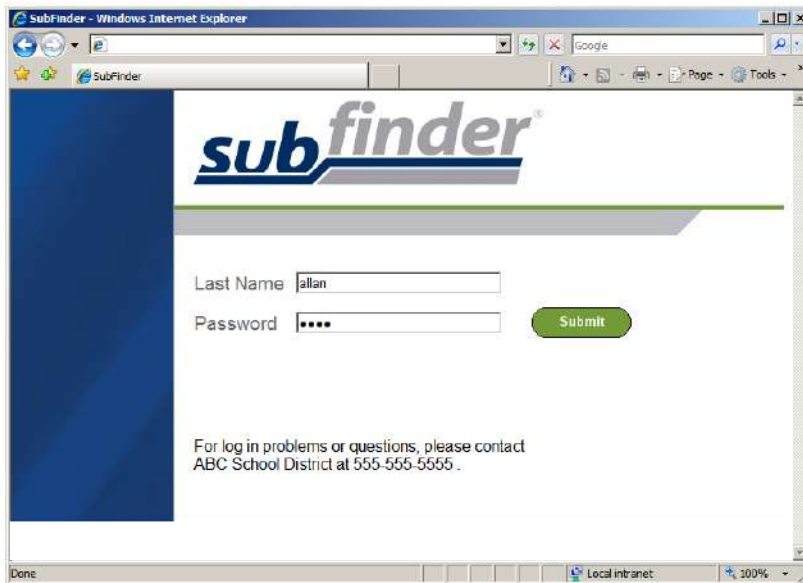 SubFinder - Windows Internet Explorer
Google
SubFinder
Page
Tools
subfinder®
Last Name allan
Password ••••
Submit
For log in problems or questions, please contact
ABC School District at 555-555-5555 .
Done
Local intranet
100%